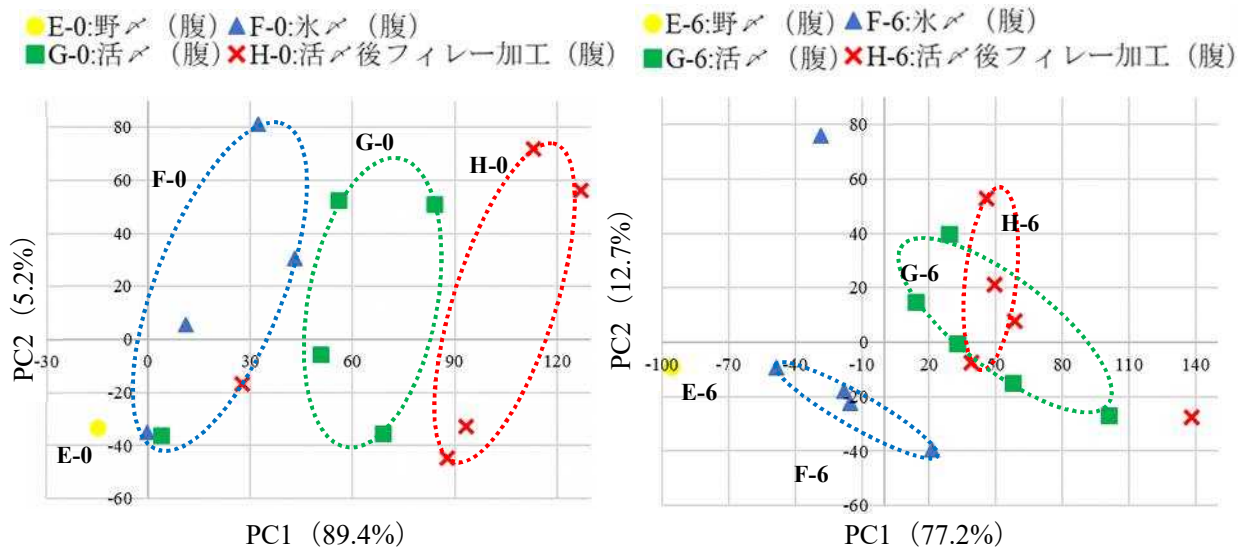 E-0:野〆（腹） F-0:氷〆（腹）
G-0:活〆（腹） H-0:活〆後フィレー加工（腹）
80
60
40
20
0
-20
-40
-60
-30 0 30 60 90 120
F-0
G-0
H-0
E-0
PC2（5.2%）
PC1（89.4%）
E-6:野〆（腹） F-6:氷〆（腹）
G-6:活〆（腹） H-6:活〆後フィレー加工（腹）
80
60
40
20
0
-20
-40
-60
-100 -70 -40 20 60 80 110 140
H-6
G-6
E-6
F-6
PC2（12.7%）
PC1（77.2%）